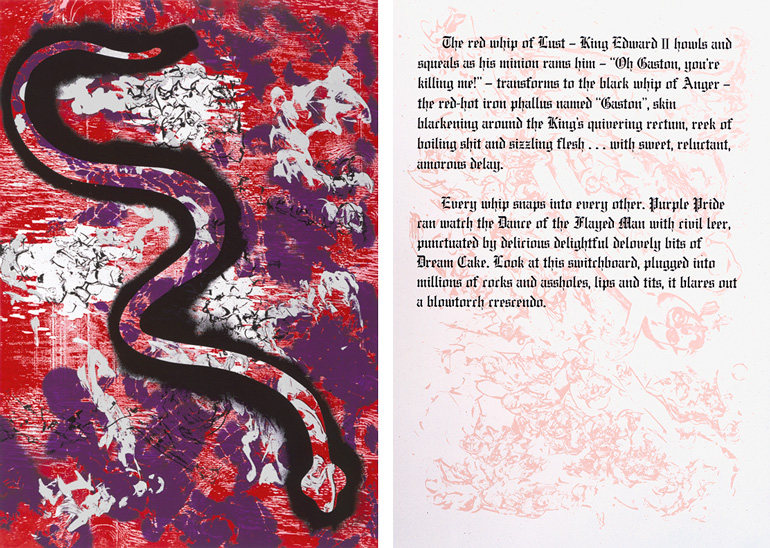 The red whip of Lust – King Edward II howls and
squeals as his minion rams him – "Oh Gaston, you're
killing me!" – transforms to the black whip of Anger –
the red-hot iron phallus named "Gaston", skin
blackening around the King's quivering rectum, reek of
boiling shit and sizzling flesh . . . with sweet, reluctant,
amorous delay.
Every whip snaps into every other. Purple Pride
can watch the Dance of the Flayed Man with civil leer,
punctuated by delicious delightful delovely bits of
Dream Cake. Look at this switchboard, plugged into
millions of cocks and assholes, lips and tits, it blares out
a blowtorch crescendo.